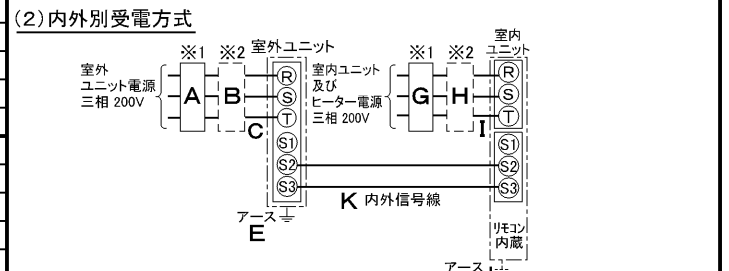 (2)内外別受電方式
※1 ※2 室外ユニット
室外
ユニット電源
三相 200V
A
B
C
R
S
T
S1
S2
S3
アース
E
※1 ※2
室内
ユニット
室内ユニット
及び
ヒーター電源
三相 200V
G
H
I
R
S
T
S1
S2
S3
K 内外信号線
リモコン
内蔵
アース